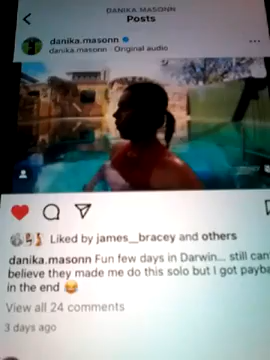 DANIKA MASONN
Posts
danika.masonn
danika.masonn · Original audio
Liked by james__bracey and others
danika.masonn Fun few days in Darwin... still can
believe they made me do this solo but I got payba
in the end 😂
View all 24 comments
3 days ago